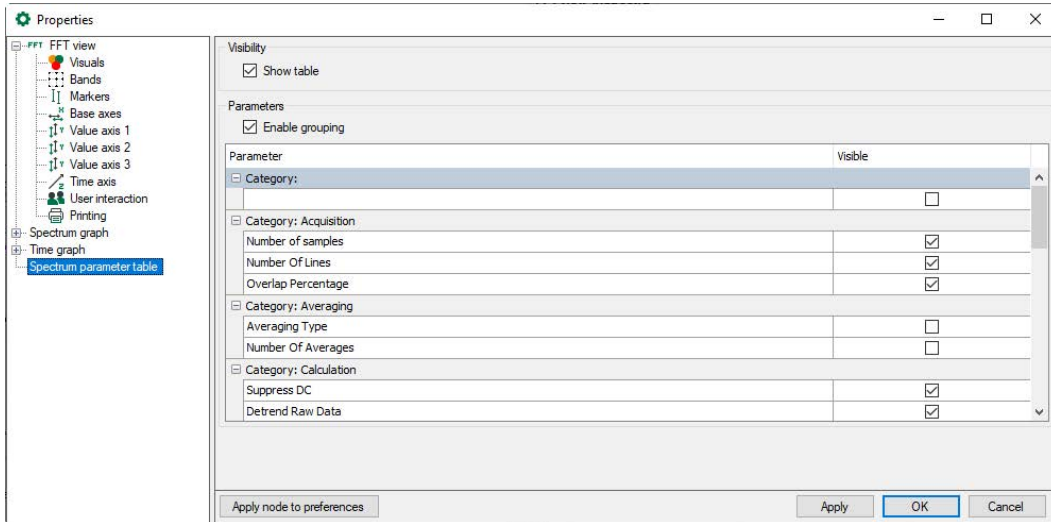 Properties
FFT FFT view
Visuals
Bands
Markers
Base axes
Value axis 1
Value axis 2
Value axis 3
Time axis
User interaction
Printing
Spectrum graph
Time graph
Spectrum parameter table
Visibility
Show table
Parameters
Enable grouping
Parameter Visible
Category:
Category: Acquisition
Number of samples
Number Of Lines
Overlap Percentage
Category: Averaging
Averaging Type
Number Of Averages
Category: Calculation
Suppress DC
Detrend Raw Data
Apply node to preferences Apply OK Cancel